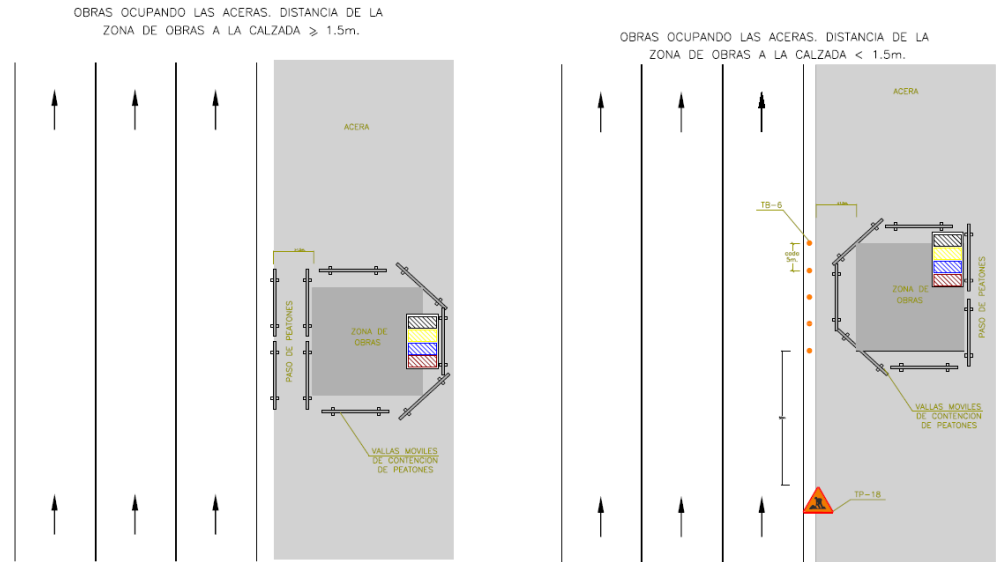 OBRAS OCUPANDO LAS ACERAS. DISTANCIA DE LA
ZONA DE OBRAS A LA CALZADA ⩾ 1.5m.
ACERA
PASO DE PEATONES
ZONA DE
OBRAS
VALLAS MOVILES
DE CONTENCION
DE PEATONES
OBRAS OCUPANDO LAS ACERAS. DISTANCIA DE LA
ZONA DE OBRAS A LA CALZADA < 1.5m.
ACERA
TB-6
cada
5m.
ZONA DE
OBRAS
PASO DE PEATONES
VALLAS MOVILES
DE CONTENCION
DE PEATONES
TP-18